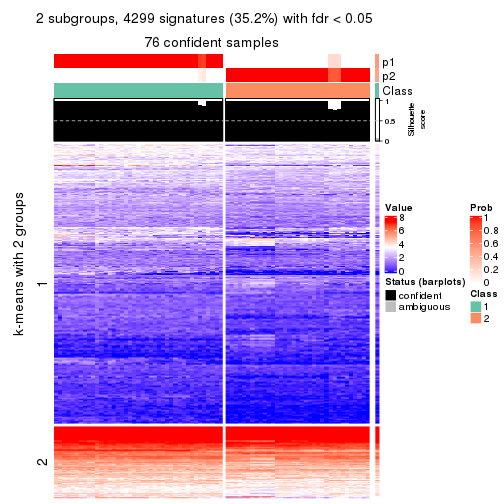 2 subgroups, 4299 signatures (35.2%) with fdr < 0.05
76 confident samples
p1
p2
Class
1
0.5
0
Silhouette
score
k-means with 2 groups
1
2
Value
8
6
4
2
0
Prob
1
0.8
0.6
0.4
0.2
0
Status (barplots)
confident
ambiguous
Class
1
2